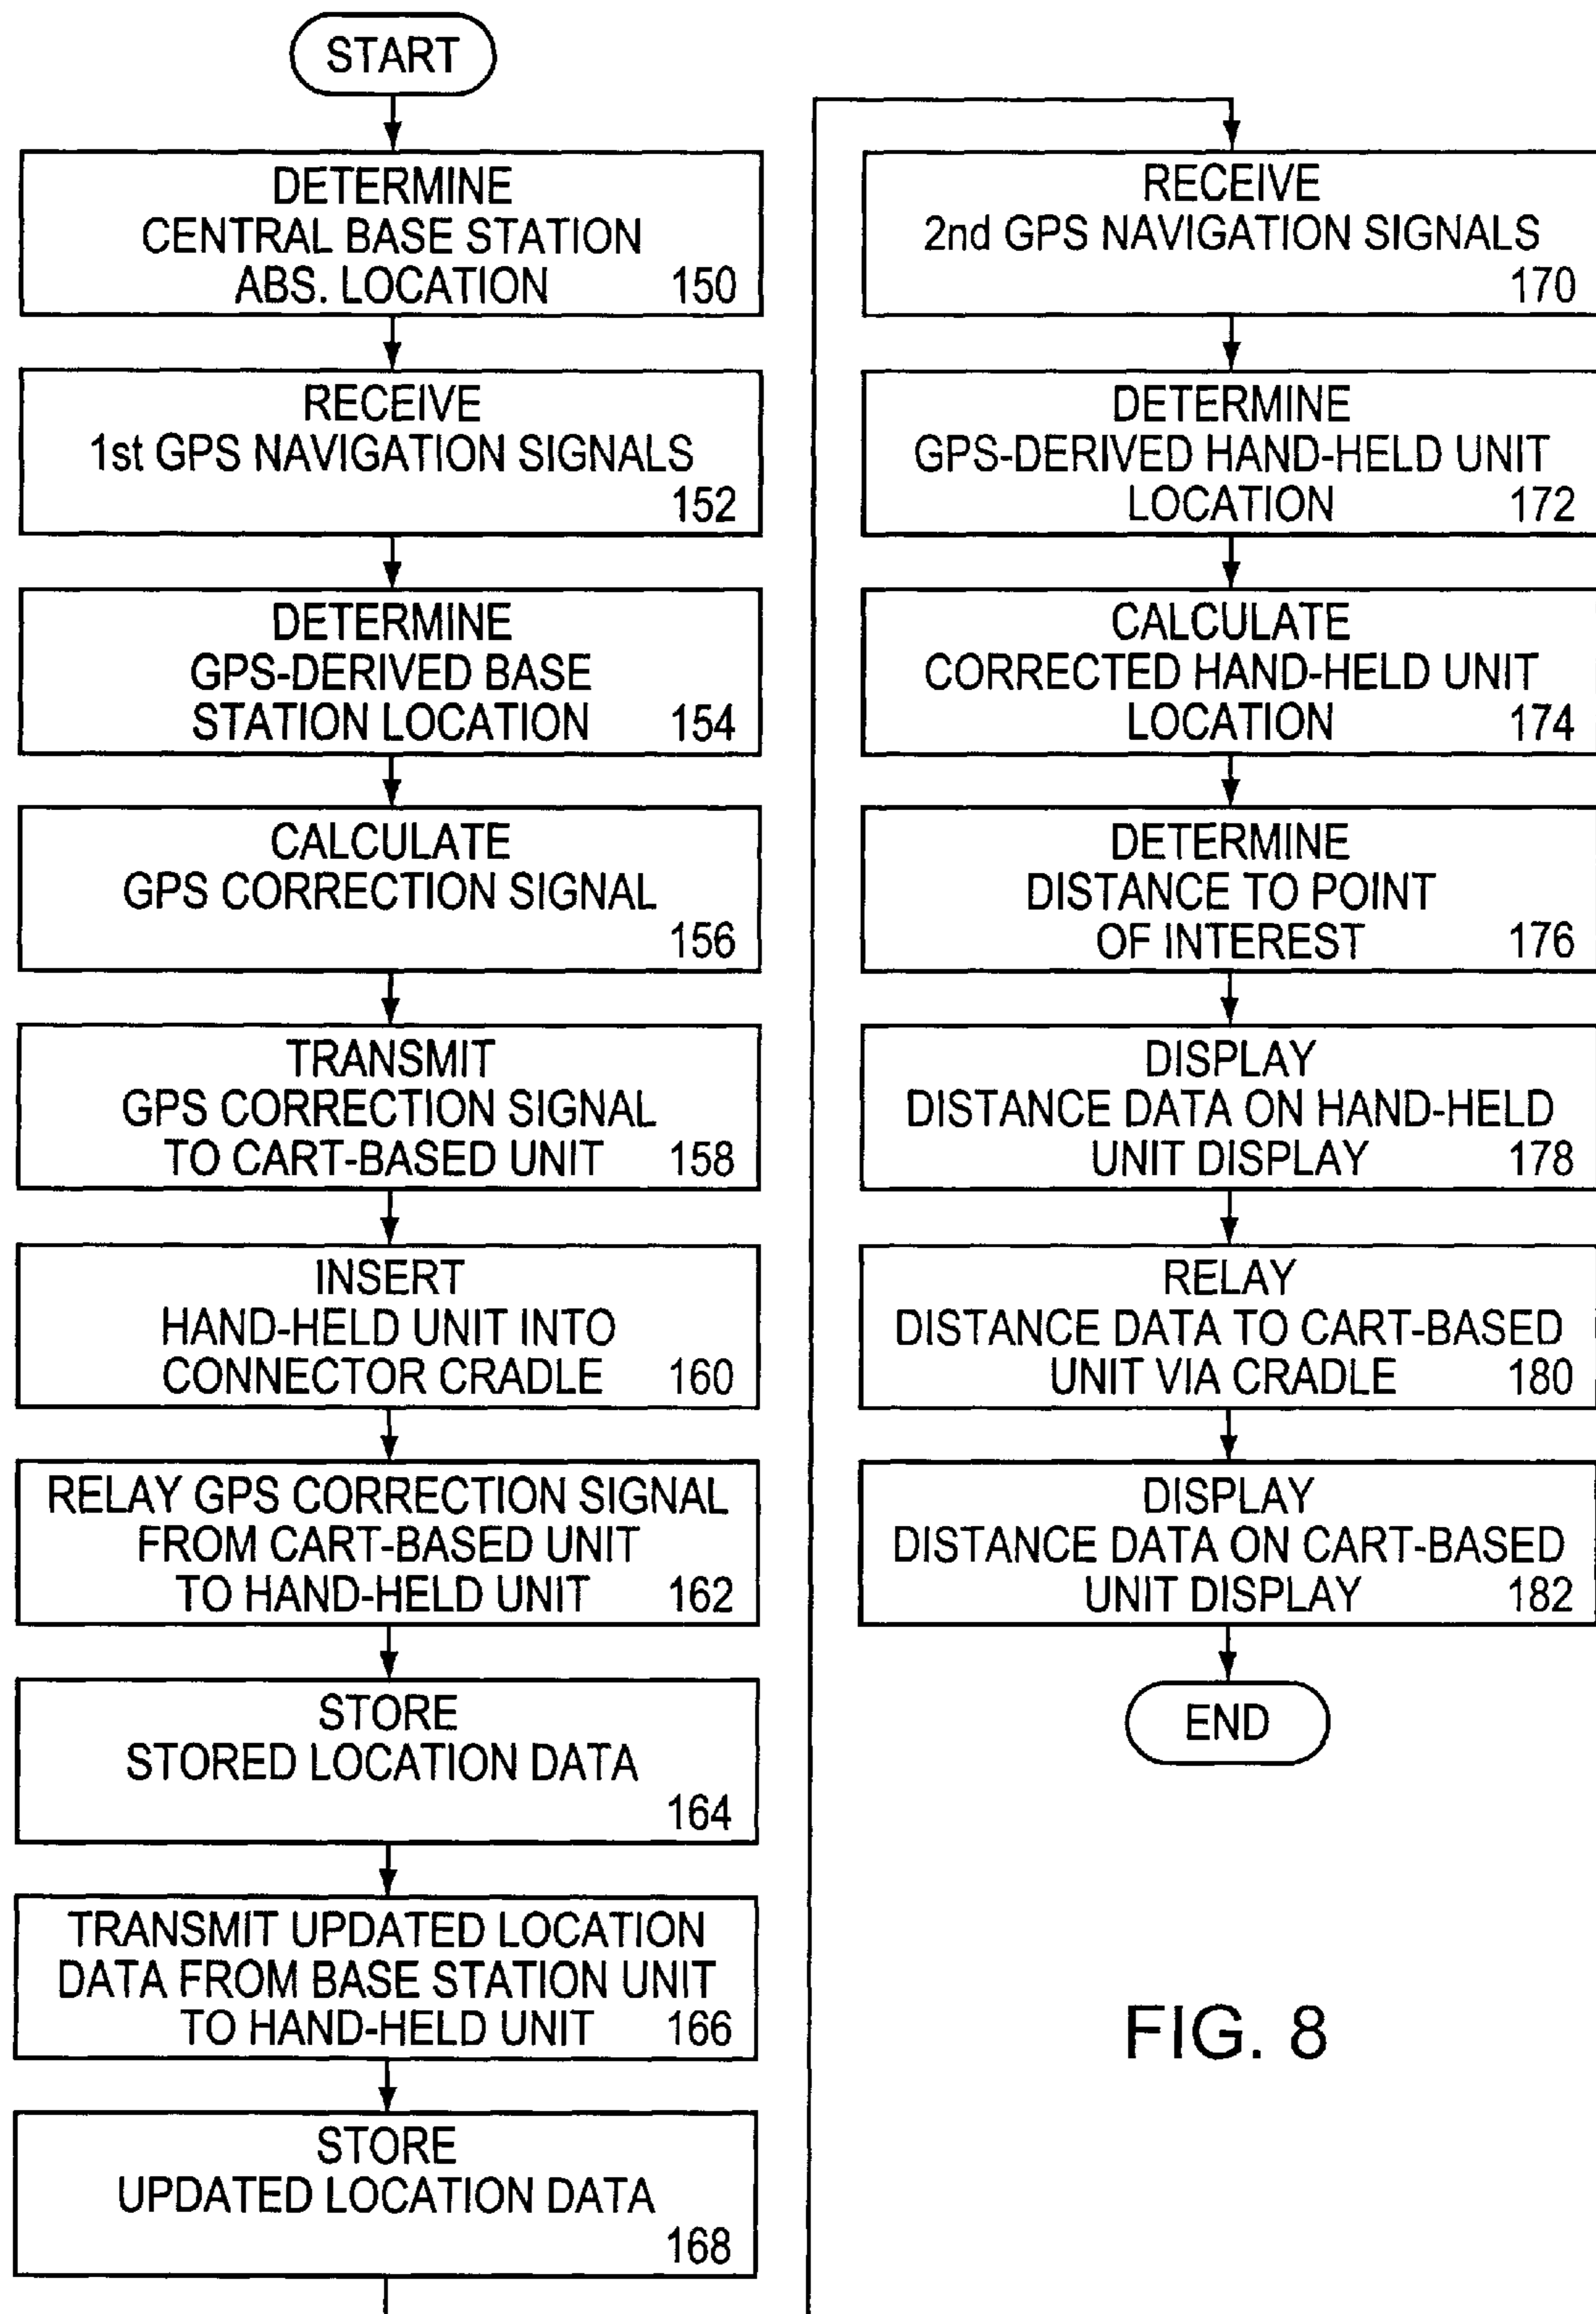 START
DETERMINE
CENTRAL BASE STATION
ABS. LOCATION 150
RECEIVE
1st GPS NAVIGATION SIGNALS
152
DETERMINE
GPS-DERIVED BASE
STATION LOCATION 154
CALCULATE
GPS CORRECTION SIGNAL
156
TRANSMIT
GPS CORRECTION SIGNAL
TO CART-BASED UNIT 158
INSERT
HAND-HELD UNIT INTO
CONNECTOR CRADLE 160
RELAY GPS CORRECTION SIGNAL
FROM CART-BASED UNIT
TO HAND-HELD UNIT 162
STORE
STORED LOCATION DATA
164
TRANSMIT UPDATED LOCATION
DATA FROM BASE STATION UNIT
TO HAND-HELD UNIT 166
STORE
UPDATED LOCATION DATA
168
RECEIVE
2nd GPS NAVIGATION SIGNALS
170
DETERMINE
GPS-DERIVED HAND-HELD UNIT
LOCATION 172
CALCULATE
CORRECTED HAND-HELD UNIT
LOCATION 174
DETERMINE
DISTANCE TO POINT
OF INTEREST 176
DISPLAY
DISTANCE DATA ON HAND-HELD
UNIT DISPLAY 178
RELAY
DISTANCE DATA TO CART-BASED
UNIT VIA CRADLE 180
DISPLAY
DISTANCE DATA ON CART-BASED
UNIT DISPLAY 182
END
FIG. 8